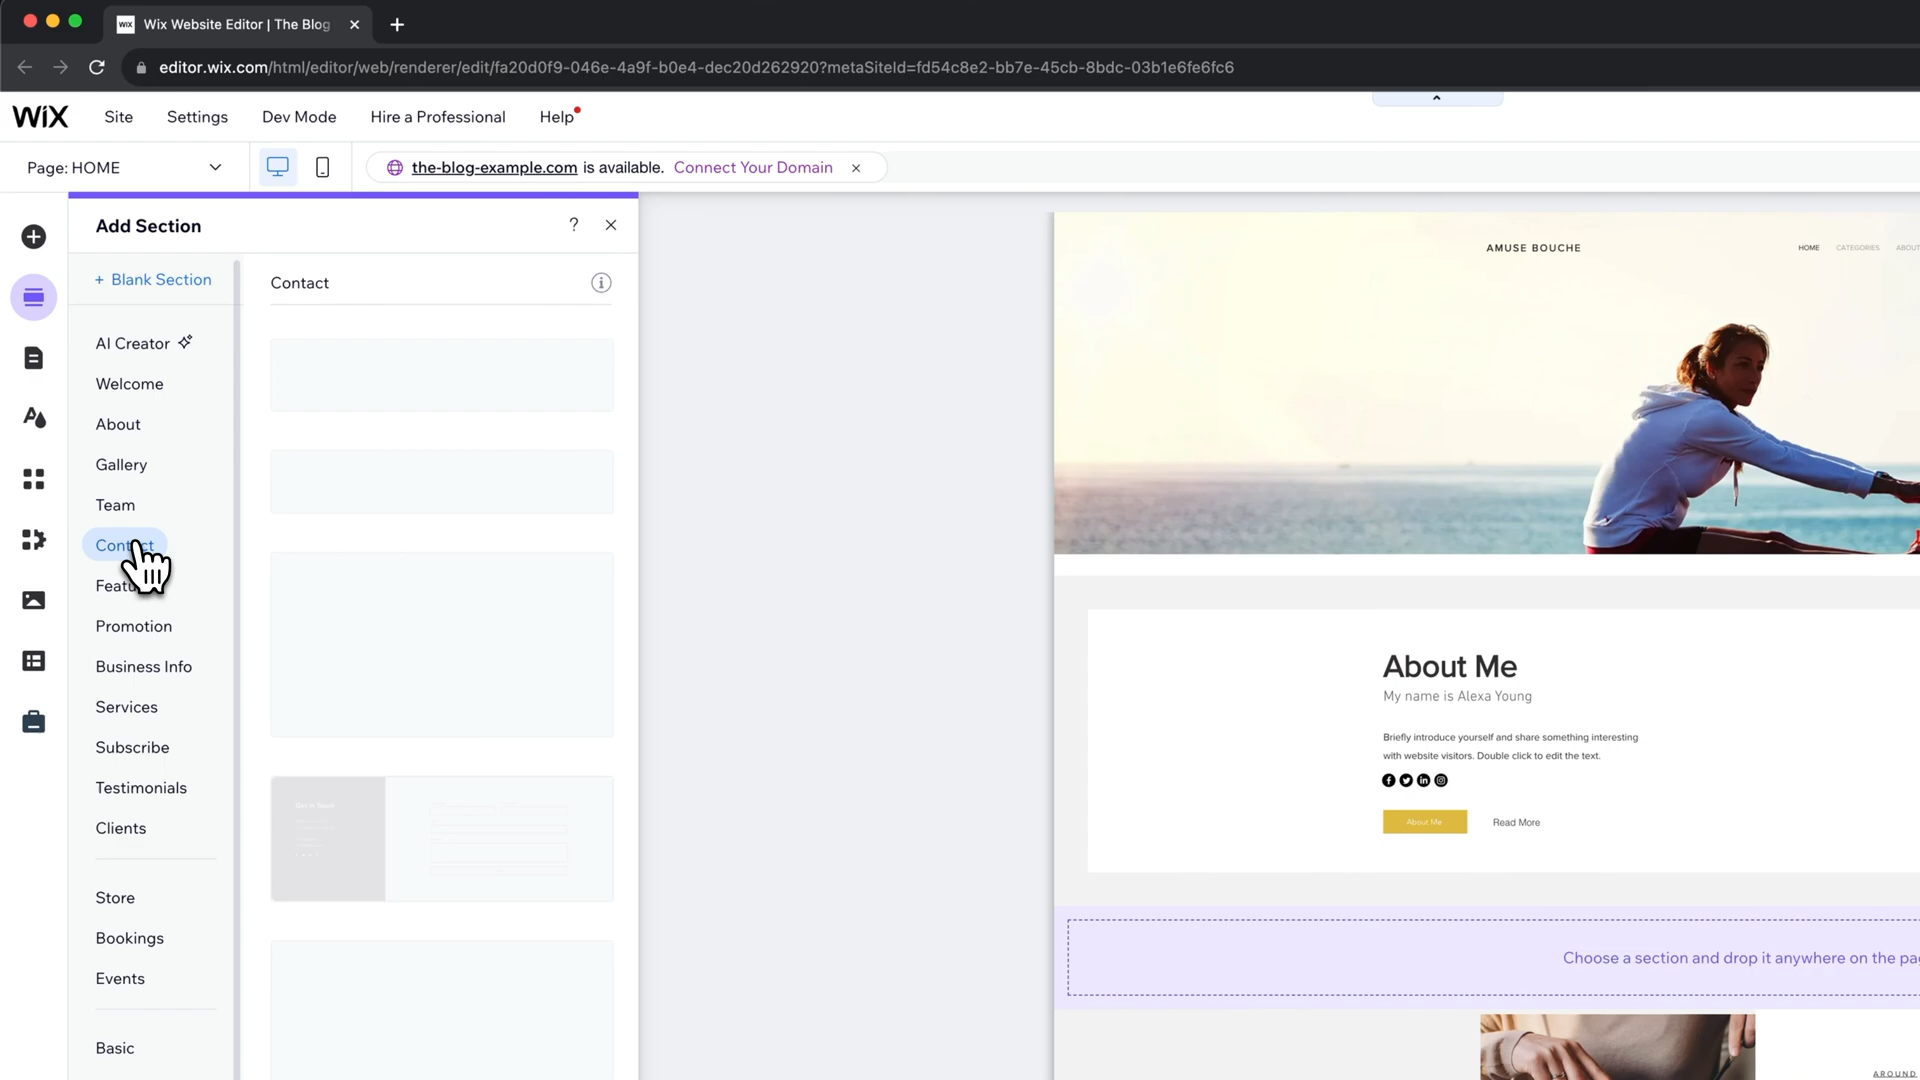 WiX Wix Website Editor | The Blog
editor.wix.com/html/editor/web/renderer/edit/fa20d0f9-046e-4a9f-b0e4-dec20d262920?metaSiteId=fd54c8e2-bb7e-45cb-8bdc-03b1e6fe6fc6
WiX Site Settings Dev Mode Hire a Professional Help
Page: HOME
the-blog-example.com is available. Connect Your Domain
Add Section
?
+ Blank Section
Contact
AI Creator
Welcome
About
Gallery
Team
Contact
Featu
Promotion
Business Info
Services
Subscribe
Testimonials
Clients
Store
Bookings
Events
Basic
AMUSE BOUCHE
HOME CATEGORIES ABOUT
About Me
My name is Alexa Young
Briefly introduce yourself and share something interesting
with website visitors. Double click to edit the text.
About Me
Read More
Choose a section and drop it anywhere on the pa
AROUND